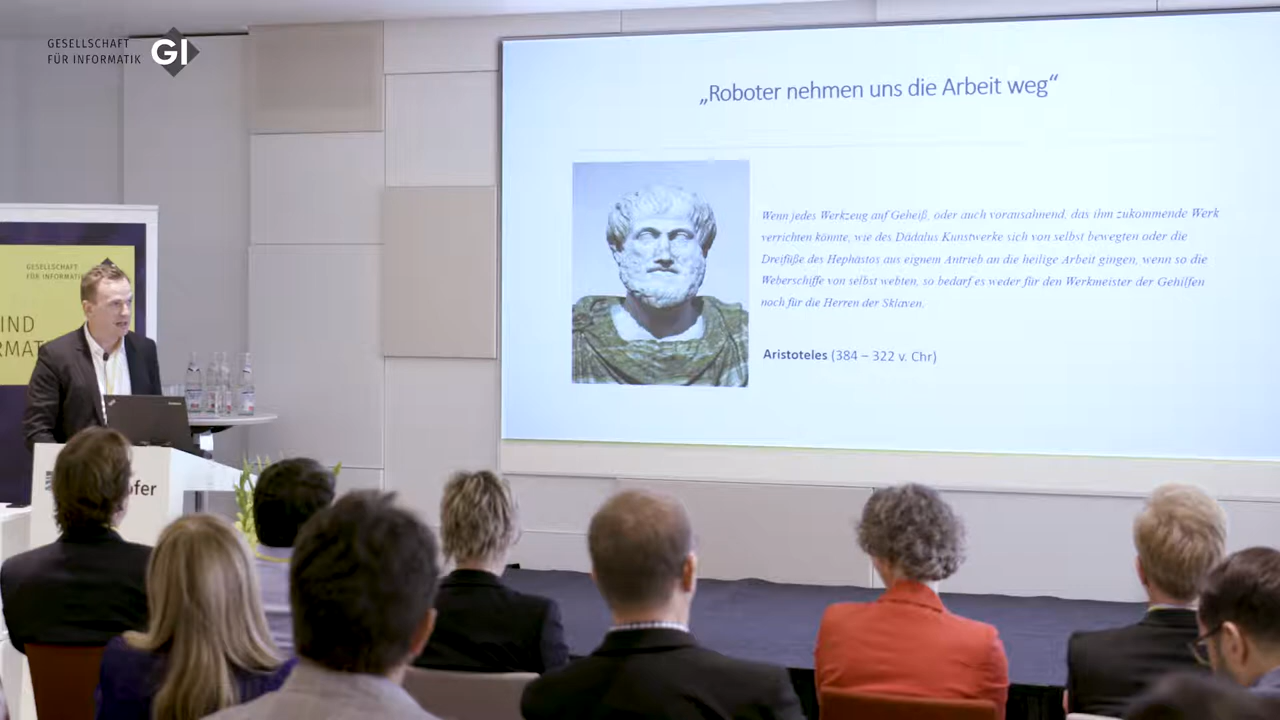 GESELLSCHAFT
FÜR INFORMATIK
GI
„Roboter nehmen uns die Arbeit weg“
Wenn jedes Werkzeug auf Geheiß, oder auch vorausahnend, das ihm zukommende Werk
verrichten könnte, wie des Dädalus Kunstwerke sich von selbst bewegten oder die
Dreifüße des Hephästos aus eignem Antrieb an die heilige Arbeit gingen, wenn so die
Weberschiffe von selbst webten, so bedarf es weder für den Werkmeister der Gehilfen
noch für die Herren der Sklaven.
Aristoteles (384 – 322 v. Chr)
GESELLSCHAFT
FÜR INFORMATIK
IND
RMAT
ofer